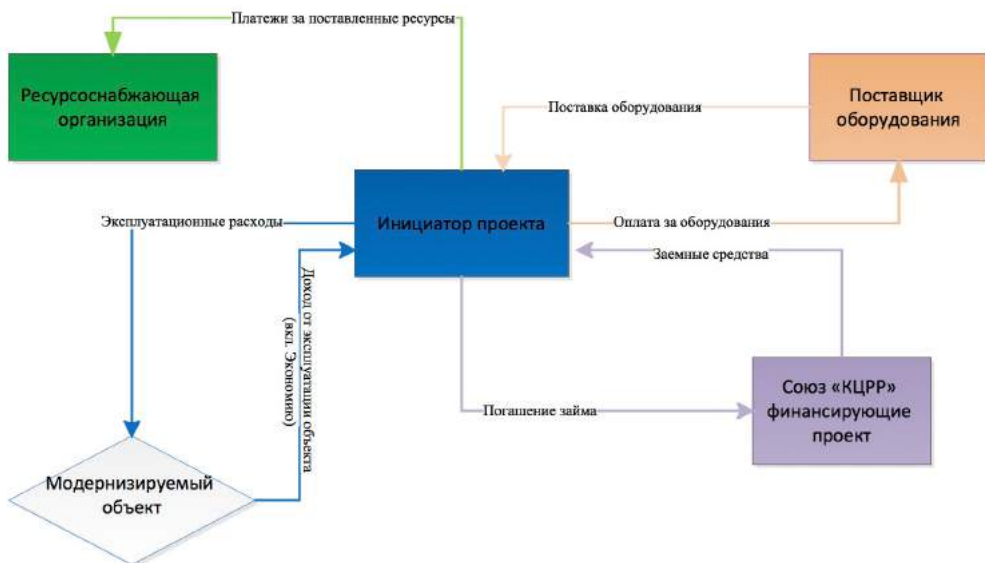 Платежи за поставленные ресурсы
Ресурсоснабжающая
организация
Поставка оборудования
Поставщик
оборудования
Эксплуатационные расходы
Инициатор проекта
Оплата за оборудования
Заемные средства
Доход от эксплуатации объекта
(вкл. Экономию)
Погашение займа
Союз «КЦРР»
финансирующие
проект
Модернизируемый
объект